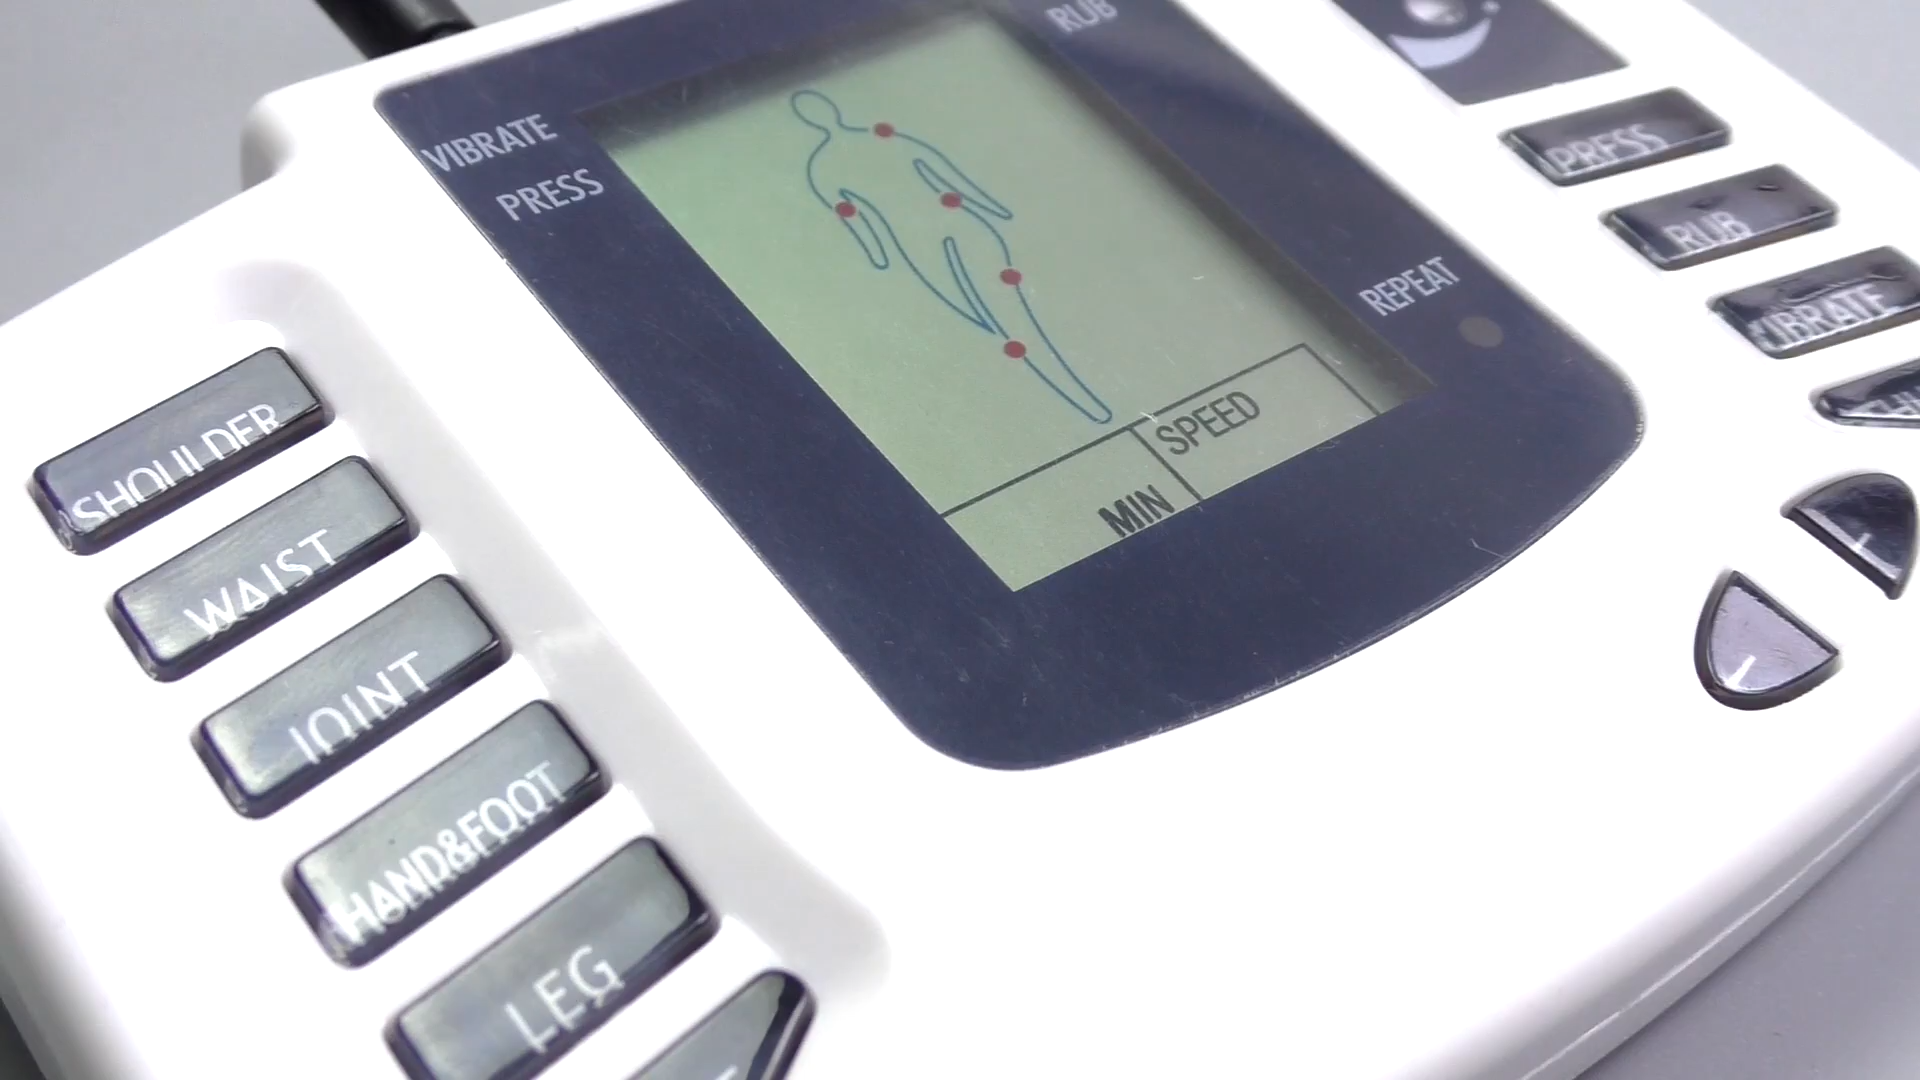 VIBRATE
PRESS
RUB
REPEAT
SPEED
MIN
SHOULDER
WAIST
JOINT
HAND&FOOT
LEG
PRESS
RUB
VIBRATE